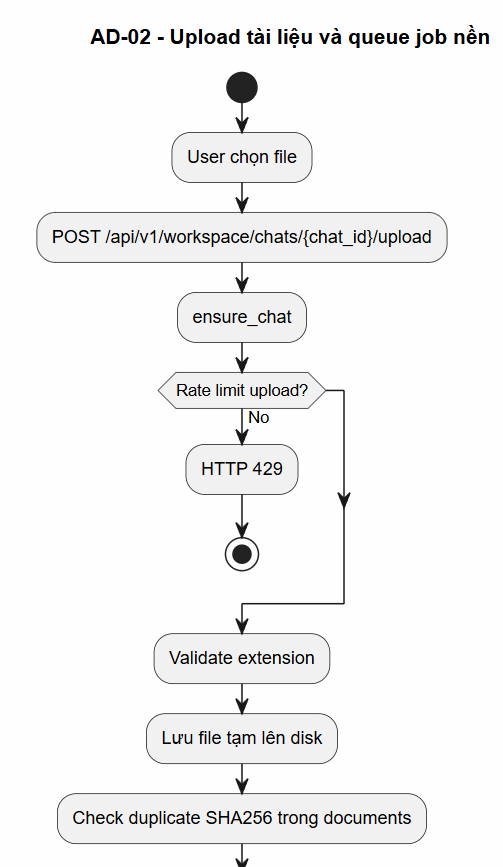 AD-02 - Upload tài liệu và queue job nền
User chọn file
POST /api/v1/workspace/chats/{chat_id}/upload
ensure_chat
Rate limit upload?
No
HTTP 429
Validate extension
Lưu file tạm lên disk
Check duplicate SHA256 trong documents